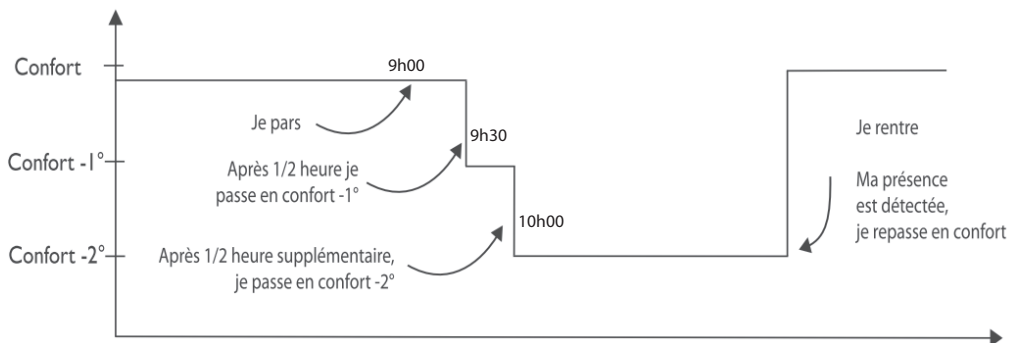 Confort
9h00
Je pars
9h30
Je rentre
Confort -1°
Après 1/2 heure je
passe en confort -1°
Ma présence
est détectée,
je repasse en confort
10h00
Confort -2°
Après 1/2 heure supplémentaire,
je passe en confort -2°